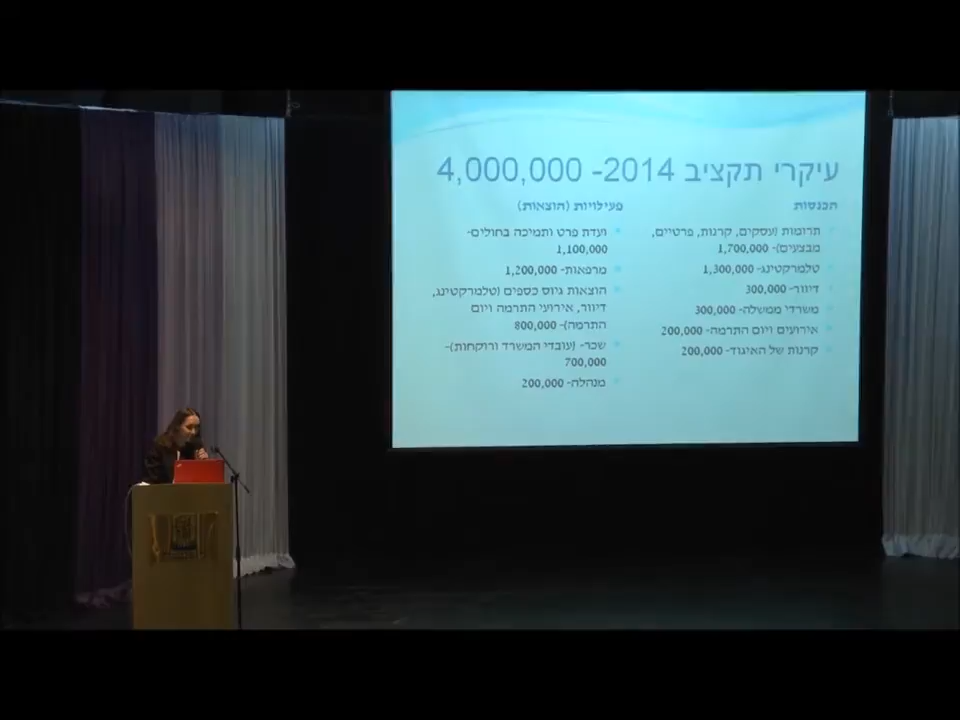 עיקרי תקציב 2014- 4,000,000
הכנסות
תרומות (עסקים, קרנות, פרטיים,
מבצעים)- 1,700,000
טלמרקטינג- 1,300,000
דיוור- 300,000
משרדי ממשלה- 300,000
אירועים ויום התרמה- 200,000
קרנות של האיגוד- 200,000
פעילויות (הוצאות)
ועדת פרט ותמיכה בחולים-
1,100,000
מרפאות- 1,200,000
הוצאות גיוס כספים (טלמרקטינג,
דיוור, אירועי התרמה ויום
התרמה)- 800,000
שכר- (עובדי המשרד ורוקחות)-
700,000
מנהלה- 200,000